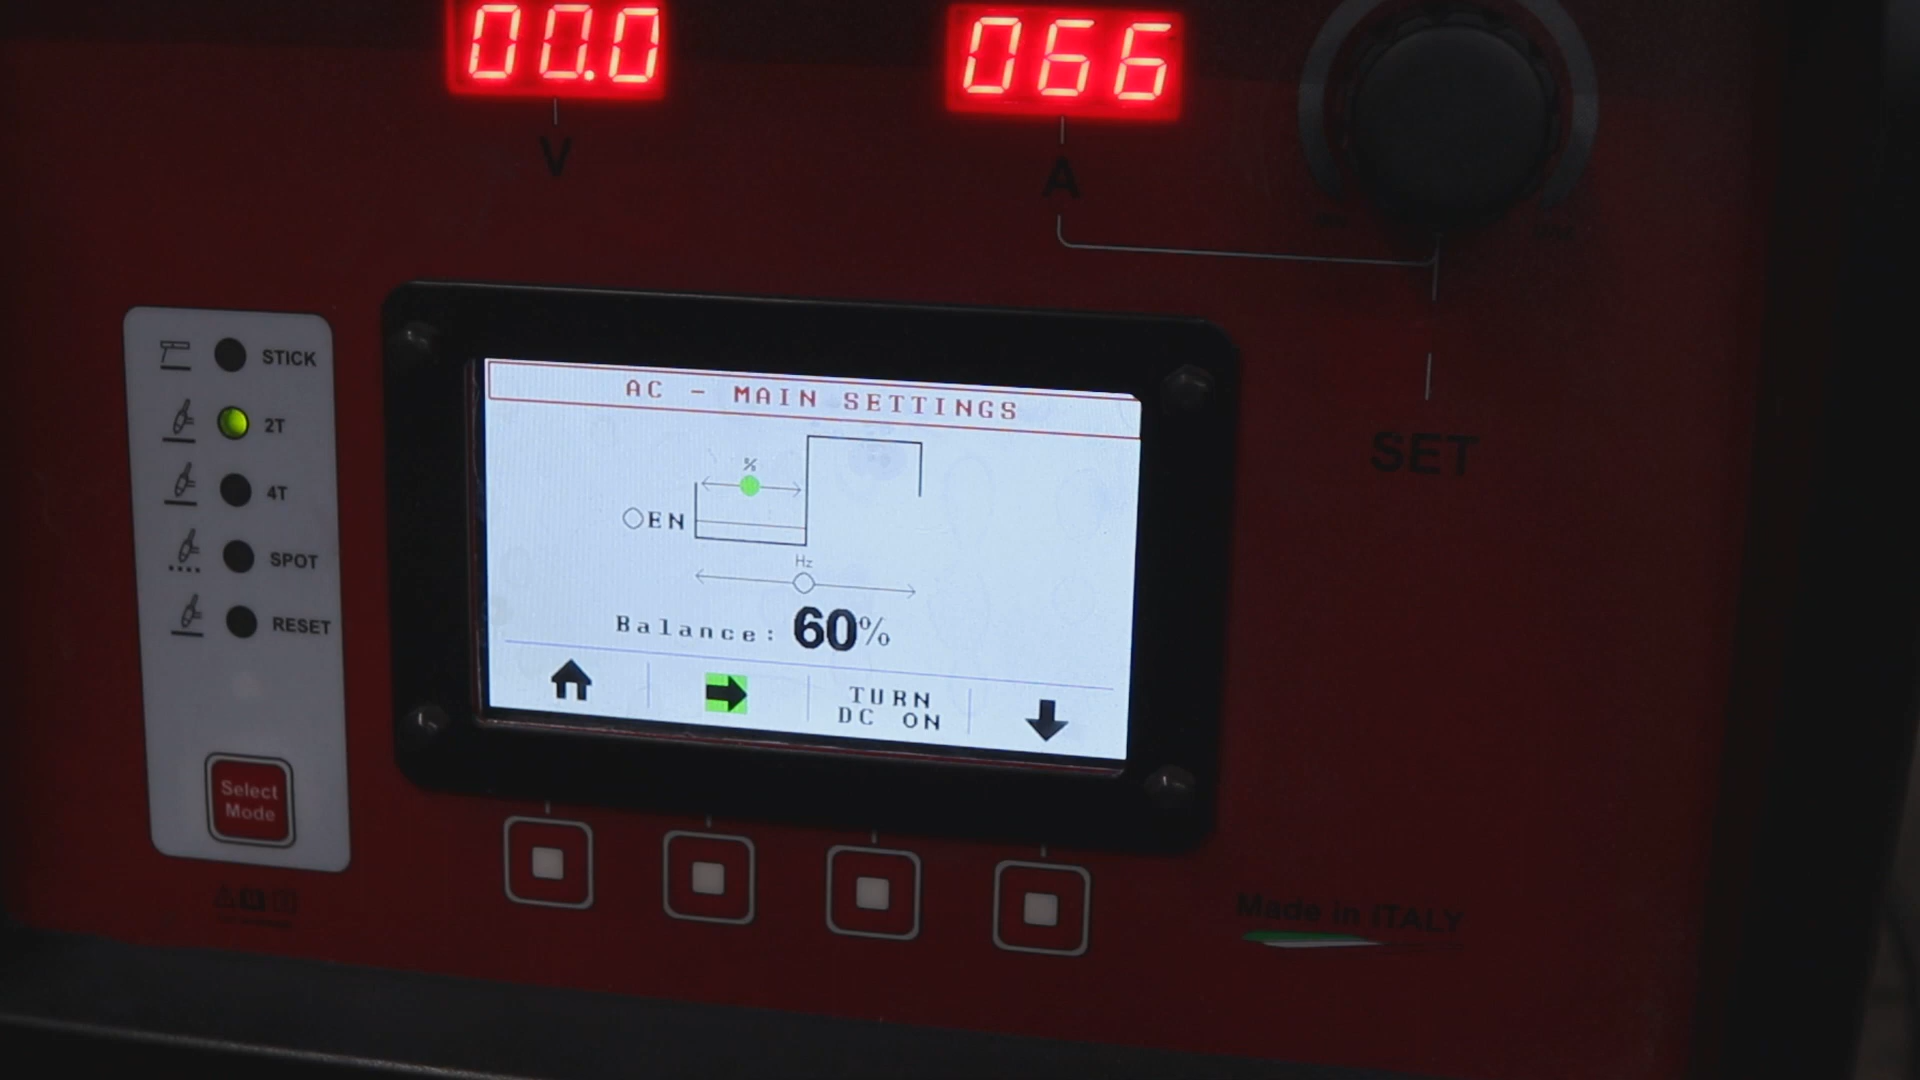 00.0
066
V
A
SET
STICK
2T
4T
SPOT
RESET
Select
Mode
AC - MAIN SETTINGS
%
EN
Hz
Balance: 60%
TURN
DC ON
Made in ITALY